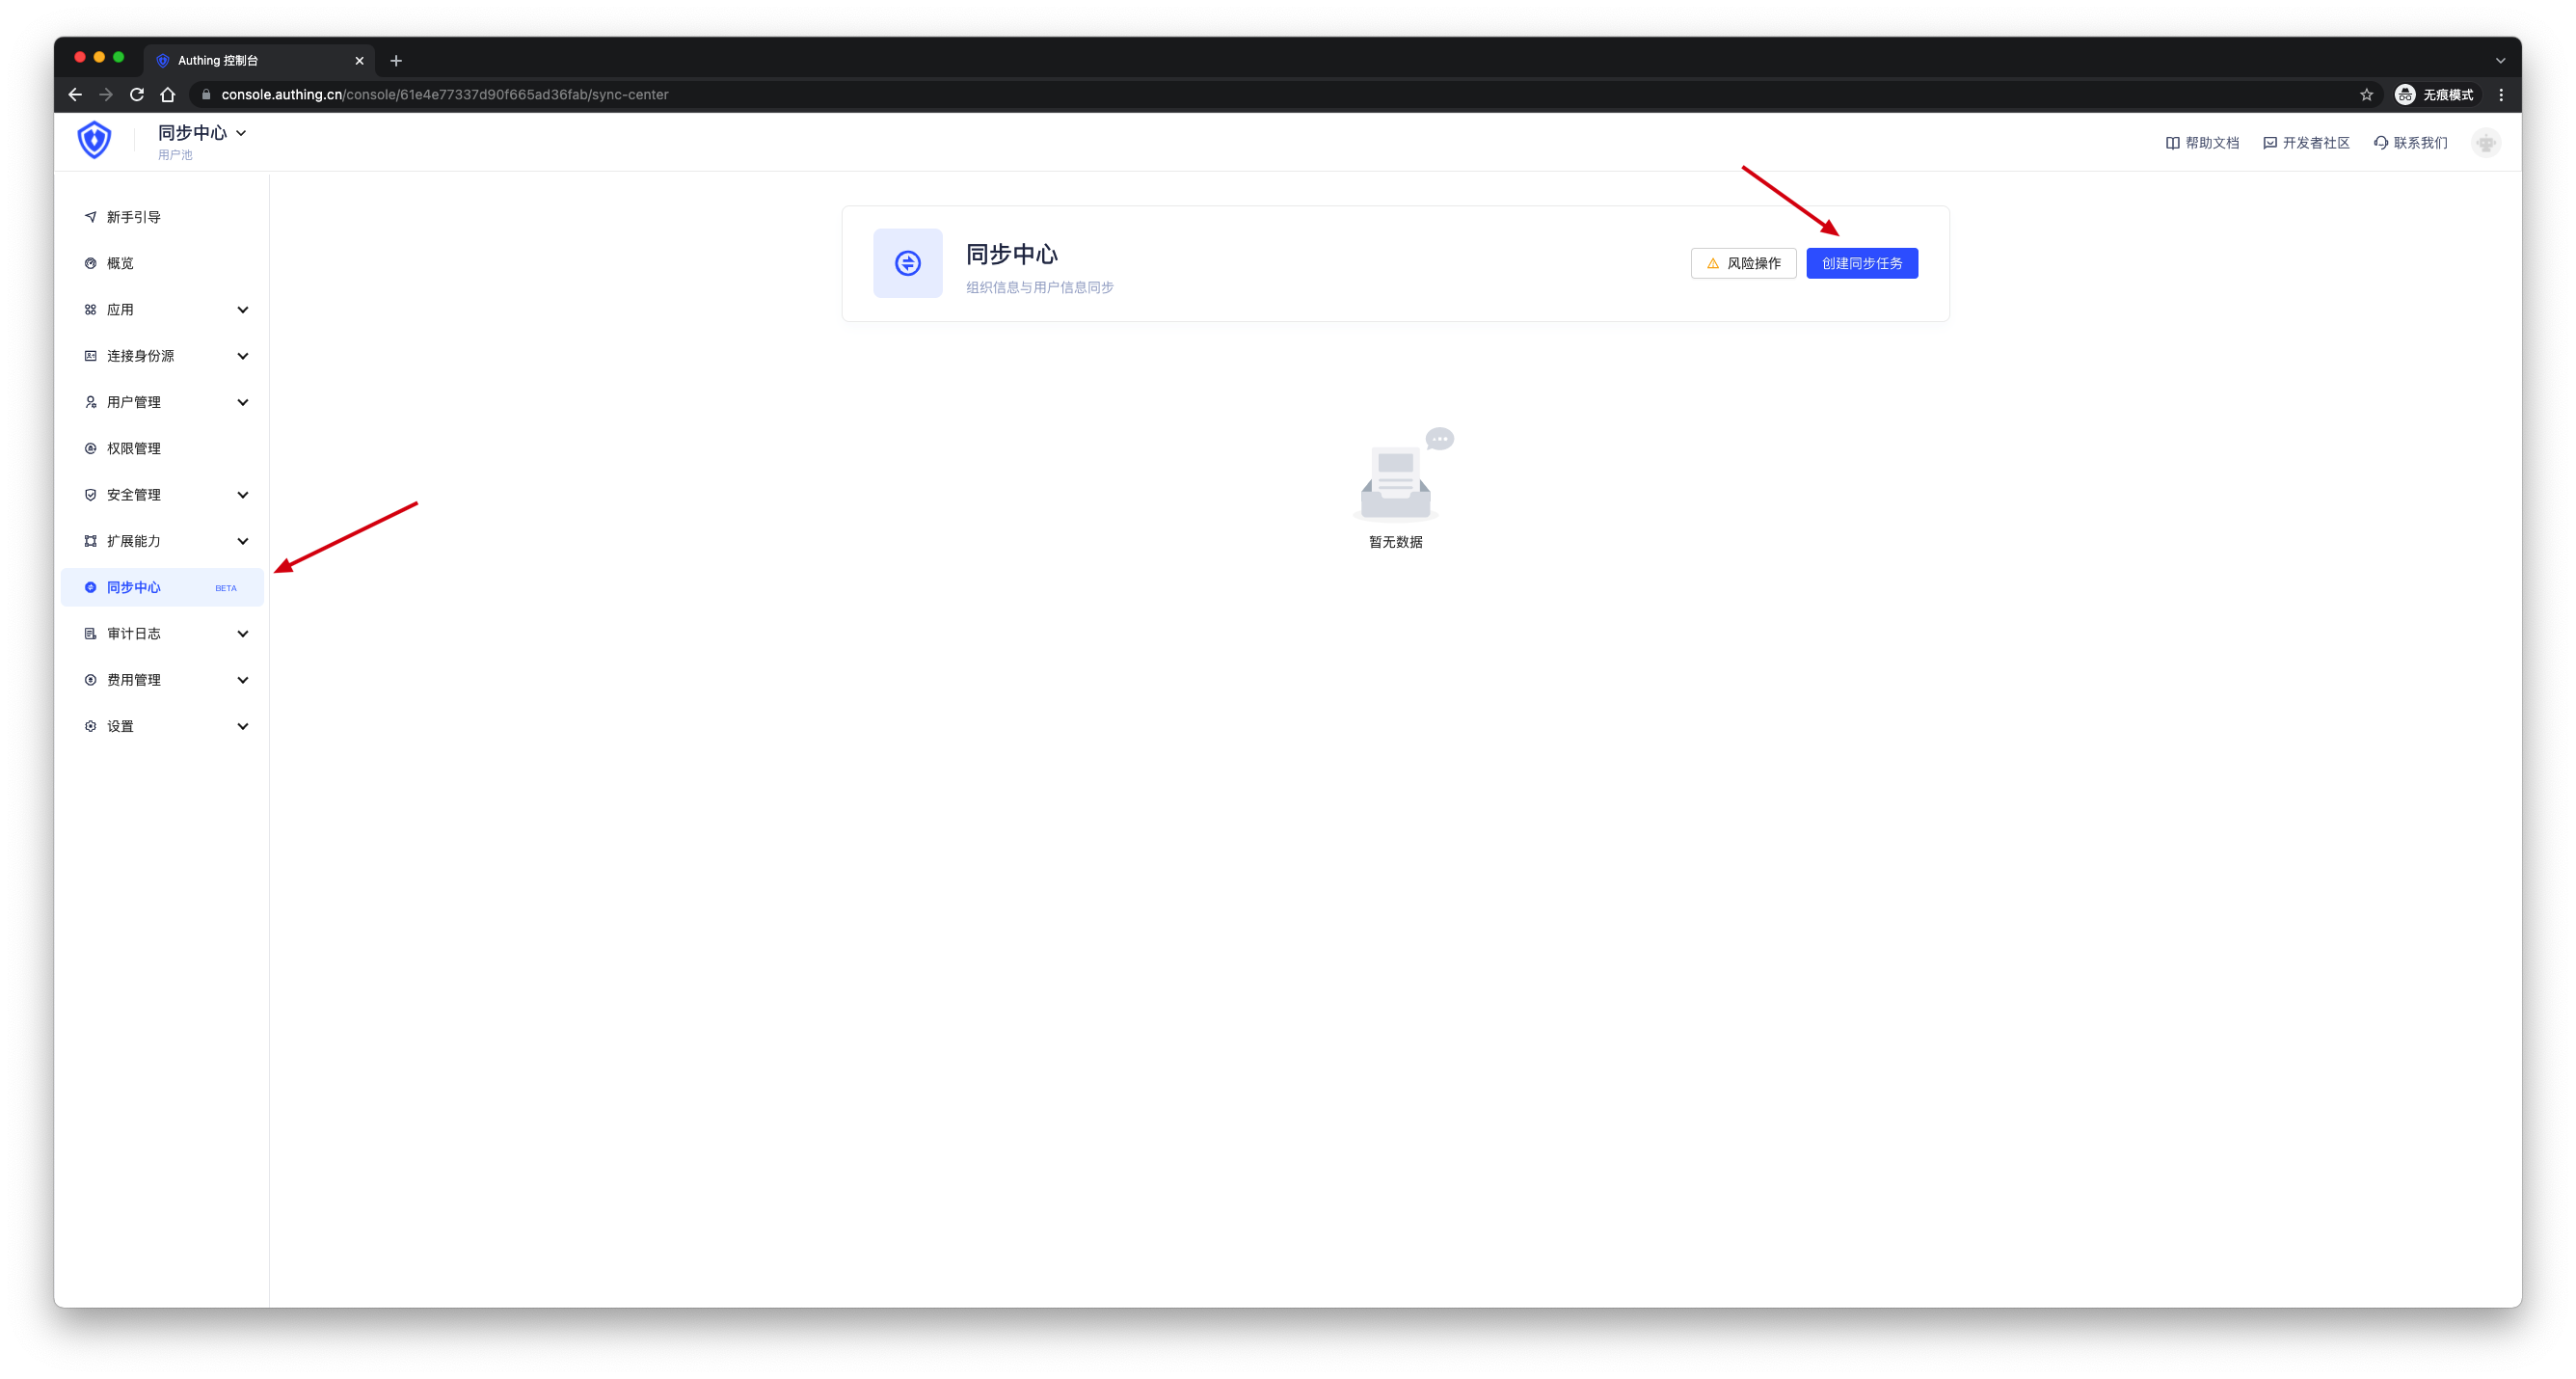 Authing 控制台
console.authing.cn/console/61e4e77337d90f665ad36fab/sync-center
无痕模式
同步中心
用户池
帮助文档
开发者社区
联系我们
新手引导
概览
应用
连接身份源
用户管理
权限管理
安全管理
扩展能力
同步中心 BETA
审计日志
费用管理
设置
同步中心
组织信息与用户信息同步
风险操作
创建同步任务
暂无数据